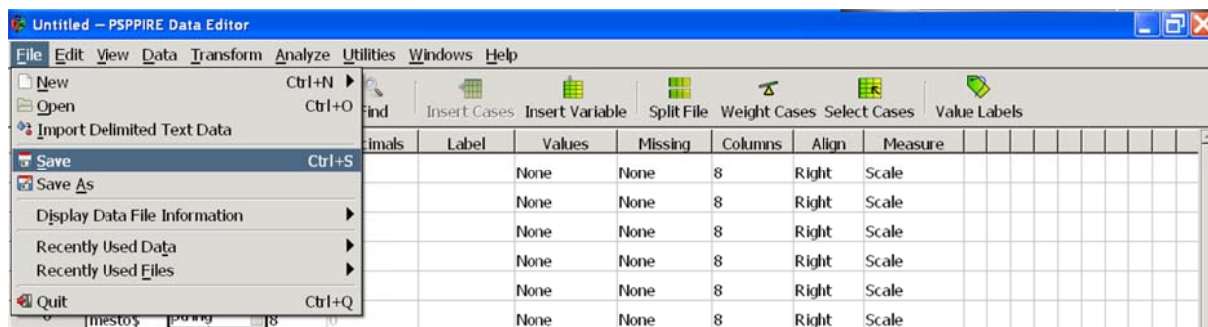 Untitled — PSPPIRE Data Editor
File Edit View Data Transform Analyze Utilities Windows Help
New Ctrl+N
Open Ctrl+O
Import Delimited Text Data
Save Ctrl+S
Save As
Display Data File Information
Recently Used Data
Recently Used Files
Quit Ctrl+Q
Insert Cases Insert Variable Split File Weight Cases Select Cases Value Labels
Label Values Missing Columns Align Measure
None None 8 Right Scale
None None 8 Right Scale
None None 8 Right Scale
None None 8 Right Scale
None None 8 Right Scale
mesto$ 8 0 None None 8 Right Scale